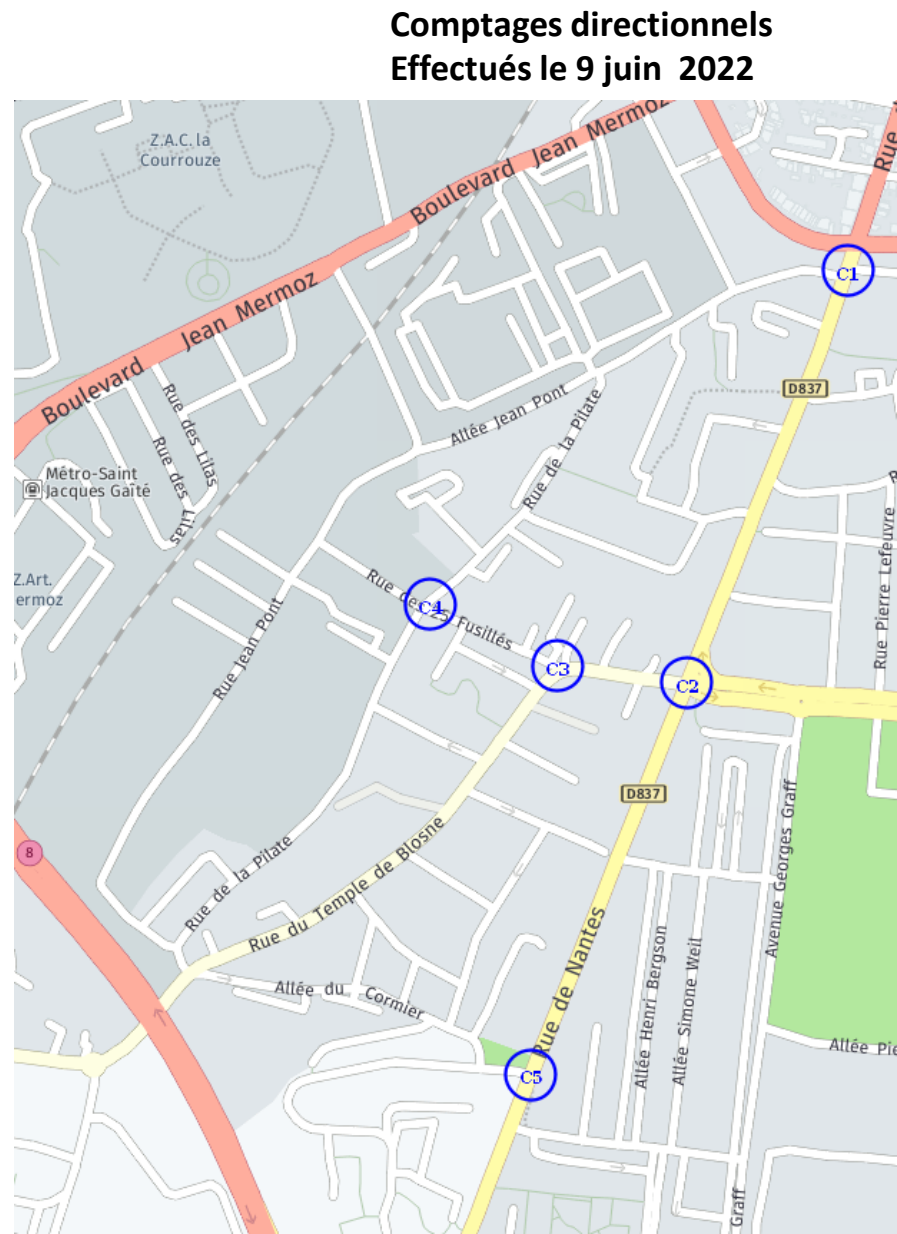 Comptages directionnels
Effectués le 9 juin 2022
Z.A.C. la
Courrouze
Boulevard Jean Mermoz
Rue
C1
Boulevard Jean Mermoz
D837
Rue des Lilas
Rue des Lilas
Allée Jean Pont
Rue de la Pilate
Métro-Saint
Jacques Gaîté
Z.Art.
ermoz
R
Rue Pierre Lefeuvre
Rue des 25 Fusillés
C4
Rue Jean Pont
C3
C2
D837
8
Rue de la Pilate
Rue du Temple de Blosne
Avenue Georges Graff
Rue de Nantes
Allée Henri Bergson
Allée Simone Weil
Allée du Cormier
Allée Pie
C5
Graff